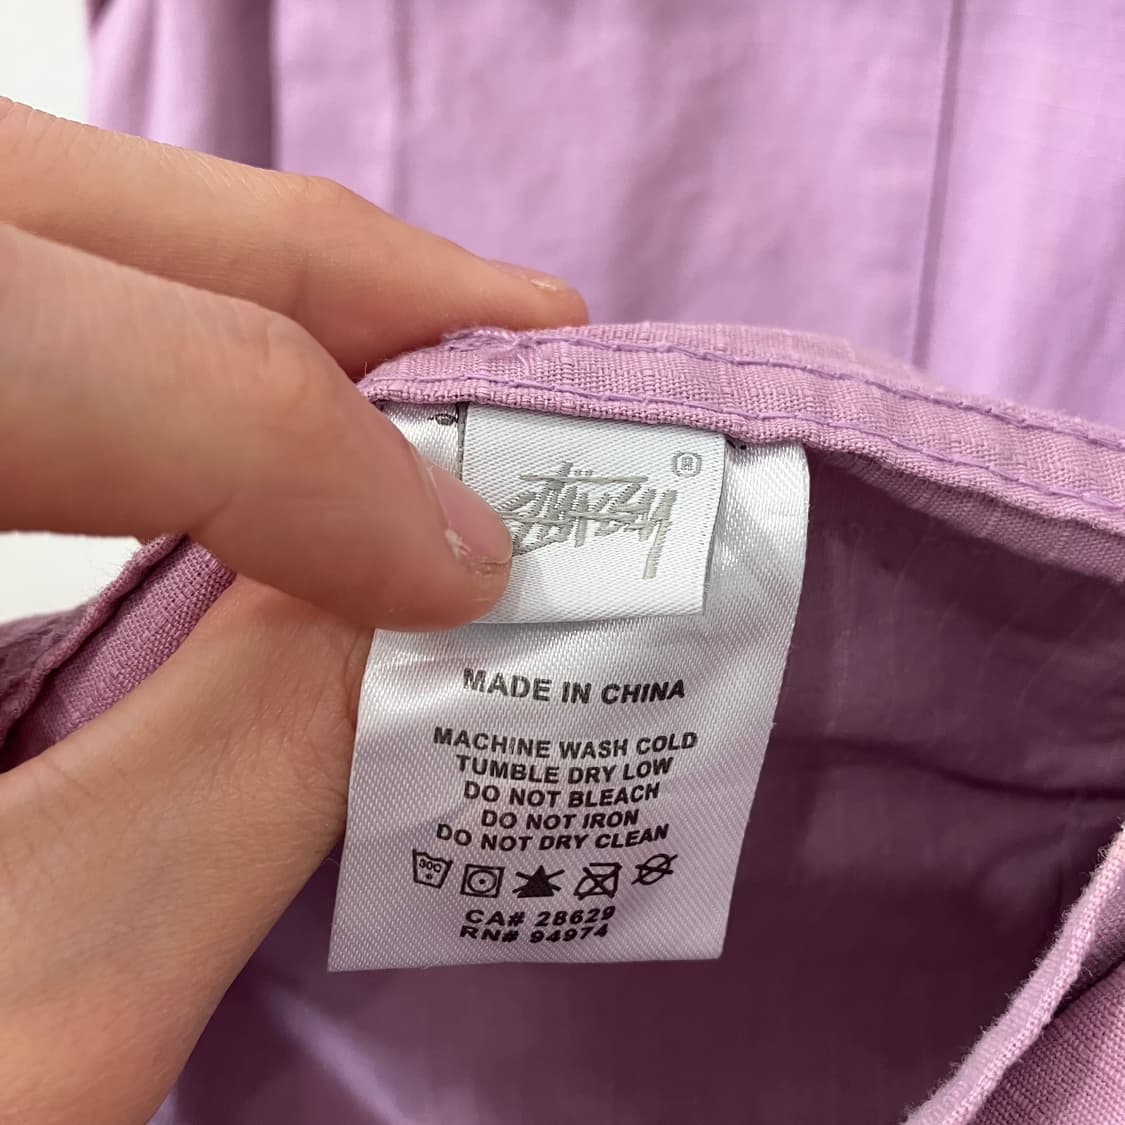 Stüssy ®
MADE IN CHINA
MACHINE WASH COLD
TUMBLE DRY LOW
DO NOT BLEACH
DO NOT IRON
DO NOT DRY CLEAN
30C
CA# 28629
RN# 94974